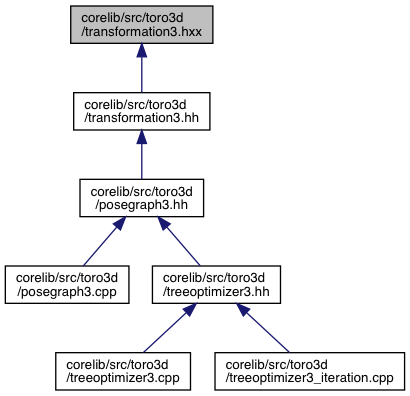 corelib/src/toro3d
/transformation3.hxx
corelib/src/toro3d
/transformation3.hh
corelib/src/toro3d
/posegraph3.hh
corelib/src/toro3d
/posegraph3.cpp
corelib/src/toro3d
/treeoptimizer3.hh
corelib/src/toro3d
/treeoptimizer3.cpp
corelib/src/toro3d
/treeoptimizer3_iteration.cpp